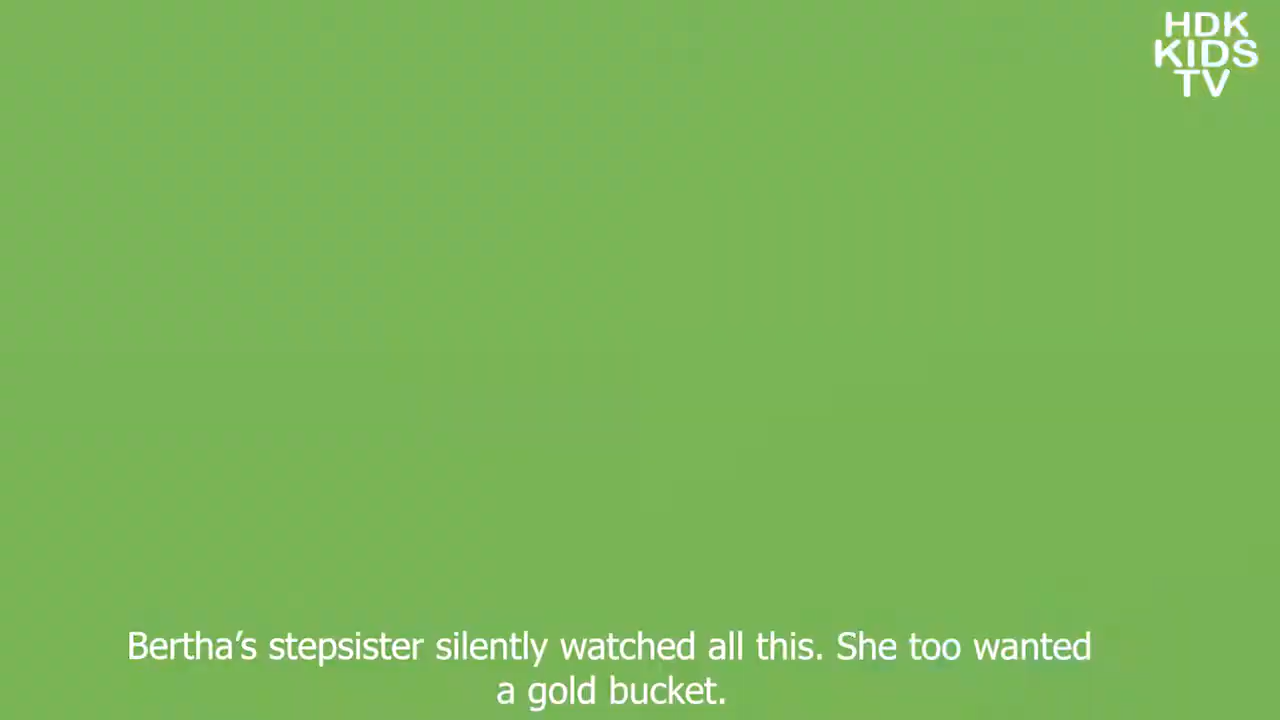 HDK
KIDS
TV
Bertha’s stepsister silently watched all this. She too wanted
a gold bucket.